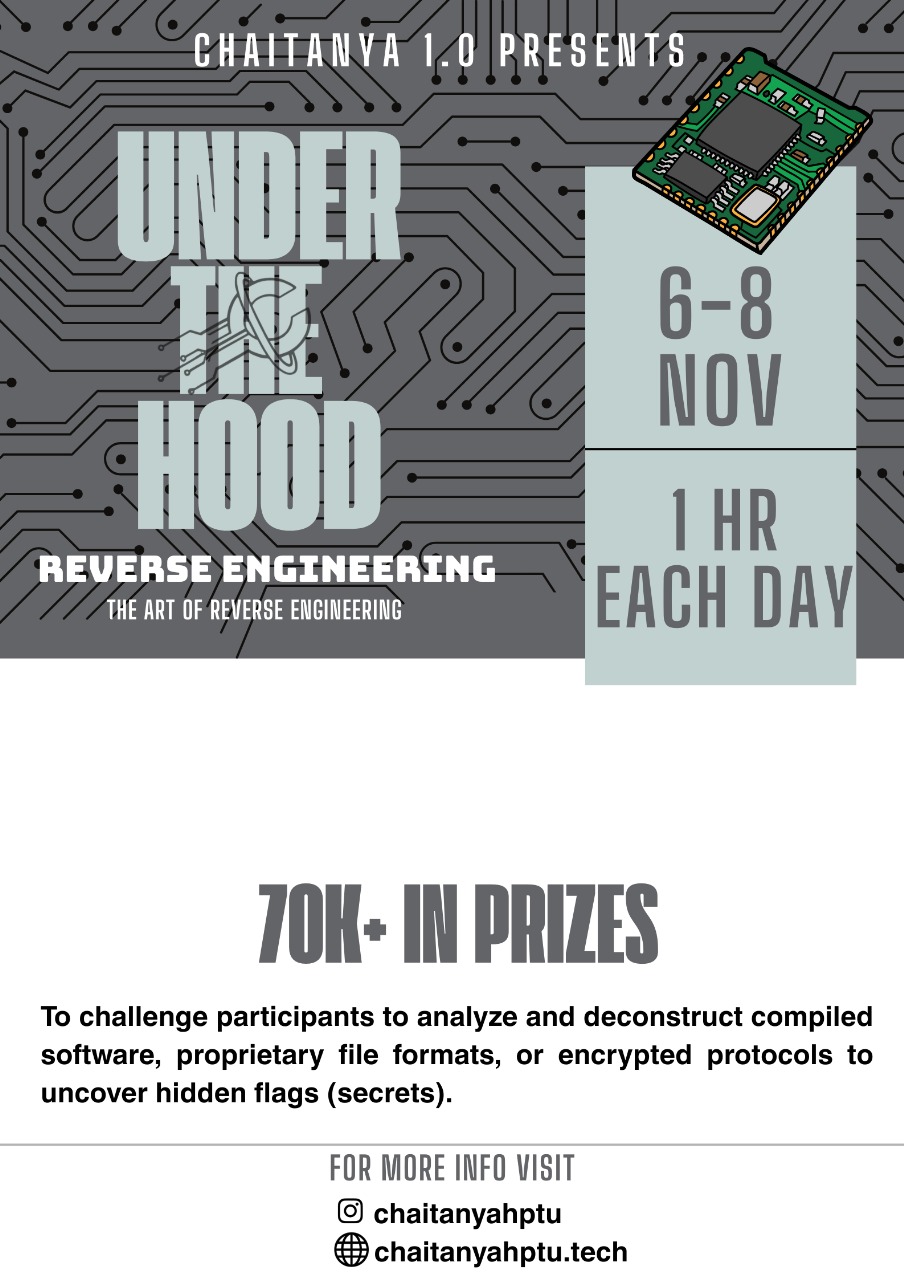 CHAITANYA 1.0 PRESENTS
UNDER
THE
HOOD
REVERSE ENGINEERING
THE ART OF REVERSE ENGINEERING
6-8
NOV
1 HR
EACH DAY
70K+ IN PRIZES
To challenge participants to analyze and deconstruct compiled
software, proprietary file formats, or encrypted protocols to
uncover hidden flags (secrets).
FOR MORE INFO VISIT
chaitanyahptu
chaitanyahptu.tech